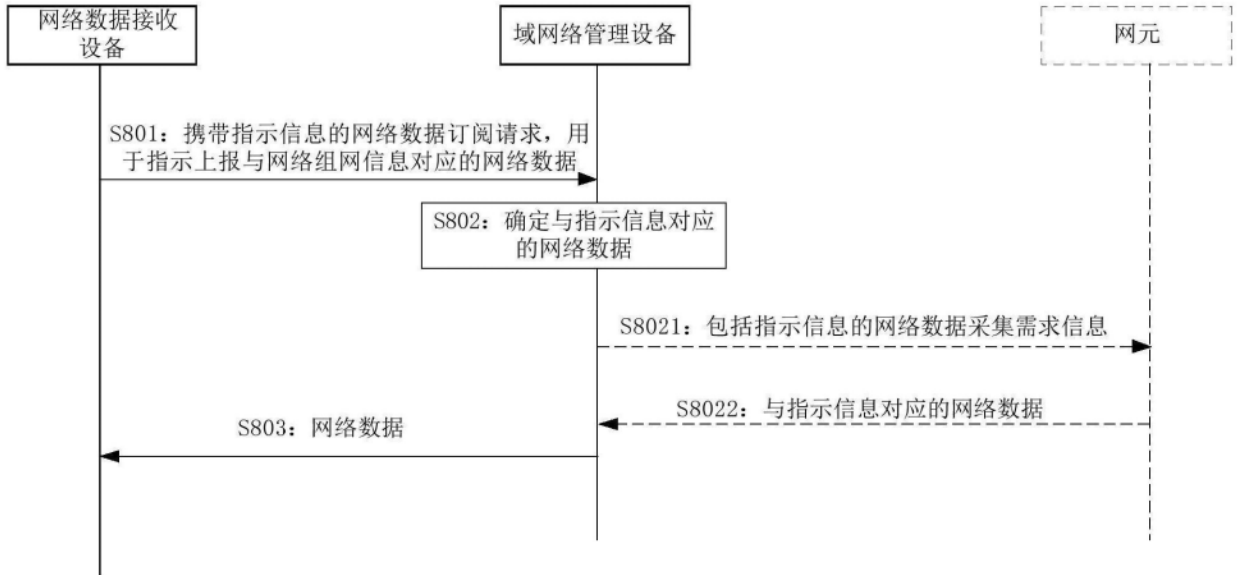 网络数据接收
设备
域网络管理设备
网元
S801：携带指示信息的网络数据订阅请求，用
于指示上报与网络组网信息对应的网络数据
S802：确定与指示信息对应
的网络数据
S8021：包括指示信息的网络数据采集需求信息
S8022：与指示信息对应的网络数据
S803：网络数据